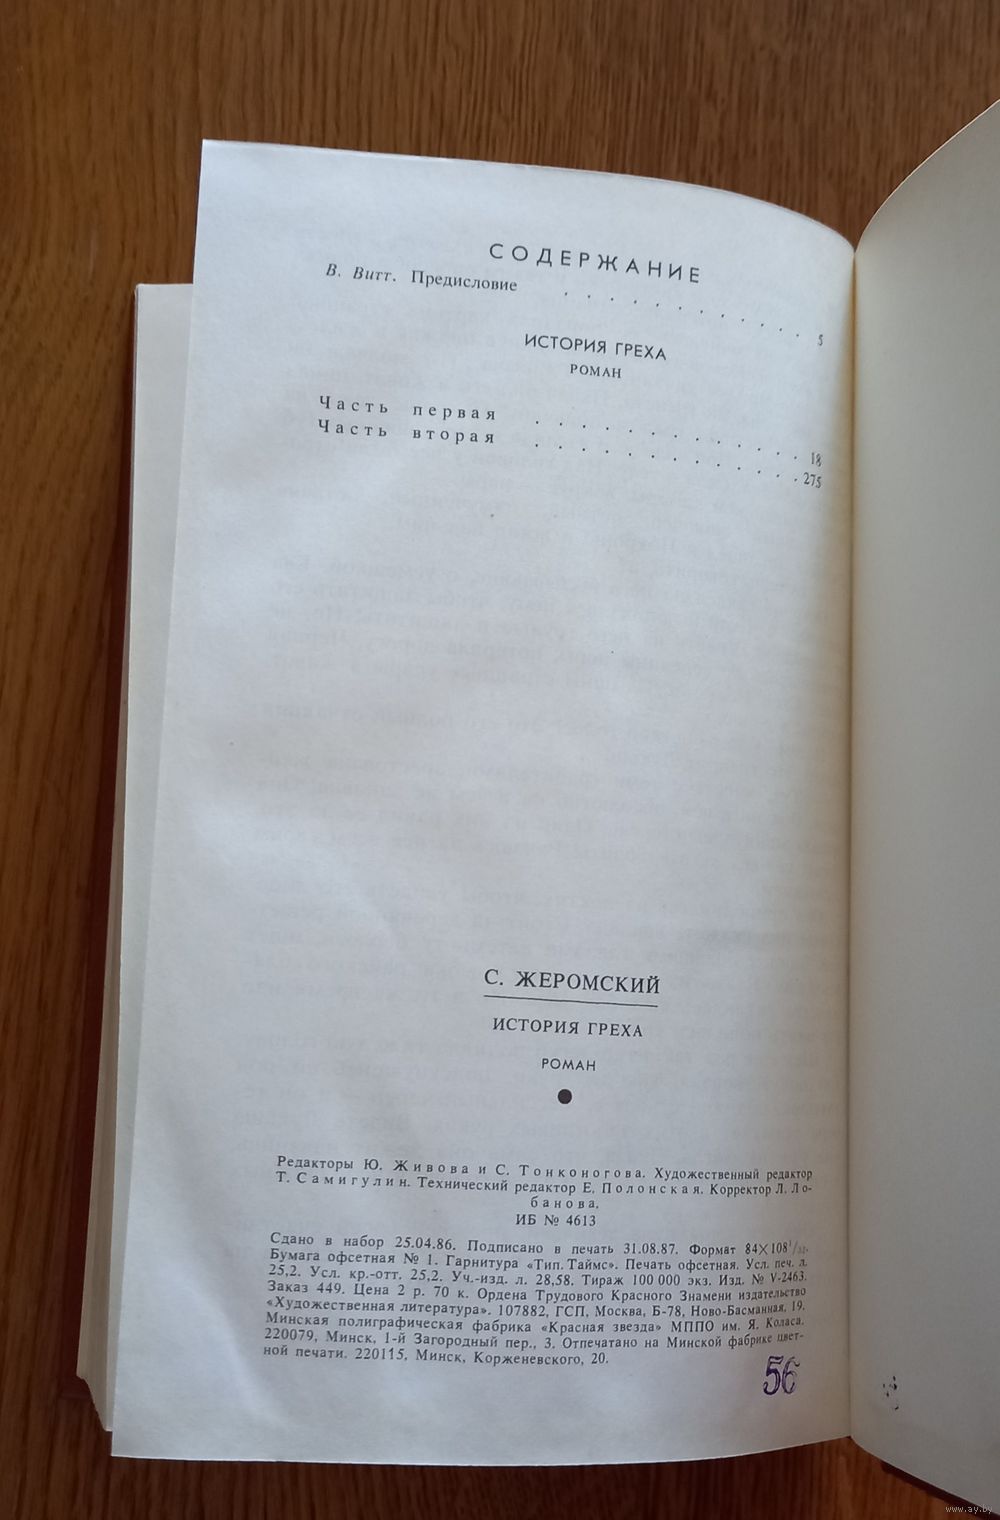 СОДЕРЖАНИЕ
В. Витт. Предисловие . . . . . . . . . . . . 5
ИСТОРИЯ ГРЕХА
РОМАН
Часть первая . . . . . . . . . . . . 18
Часть вторая . . . . . . . . . . . . 275
С. ЖЕРОМСКИЙ
ИСТОРИЯ ГРЕХА
РОМАН
Редакторы Ю. Живова и С. Тонконогова. Художественный редактор
Т. Самигулин. Технический редактор Е. Полонская. Корректор Л. Ло-
банова.
ИБ № 4613
Сдано в набор 25.04.86. Подписано в печать 31.08.87. Формат 84×108¹/₃₂.
Бумага офсетная № 1. Гарнитура «Тип. Таймс». Печать офсетная. Усл. печ. л.
25,2. Усл. кр.-отт. 25,2. Уч.-изд. л. 28,58. Тираж 100 000 экз. Изд. № V-2463.
Заказ 449. Цена 2 р. 70 к. Ордена Трудового Красного Знамени издательство
«Художественная литература». 107882, ГСП, Москва, Б-78, Ново-Басманная, 19.
Минская полиграфическая фабрика «Красная звезда» МППО им. Я. Коласа.
220079, Минск, 1-й Загородный пер., 3. Отпечатано на Минской фабрике цвет-
ной печати. 220115, Минск, Корженевского, 20.
56
www.ay.by